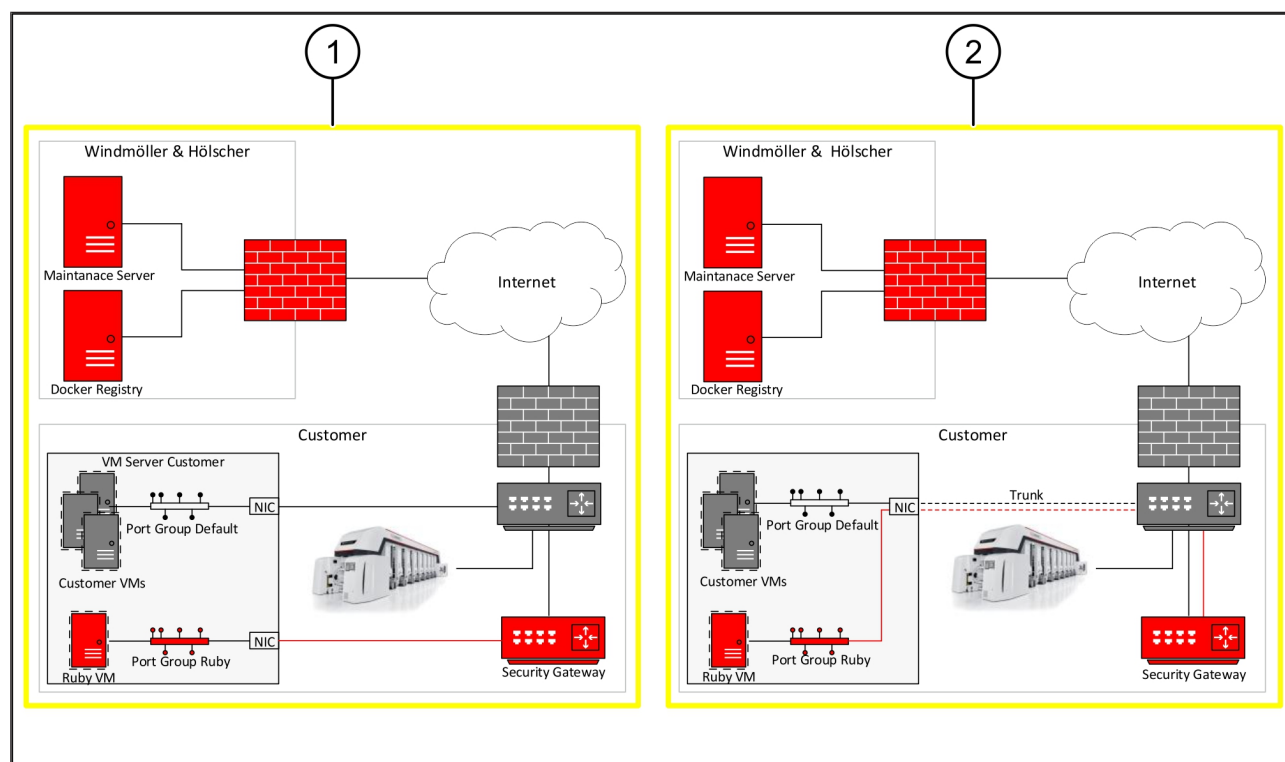 1
2
Windmöller & Hölscher
Maintanace Server
Docker Registry
Internet
Customer
VM Server Customer
NIC
Port Group Default
Customer VMs
NIC
Port Group Ruby
Ruby VM
Security Gateway
Windmöller & Hölscher
Maintanace Server
Docker Registry
Internet
Customer
Trunk
NIC
Port Group Default
Customer VMs
Port Group Ruby
Ruby VM
Security Gateway